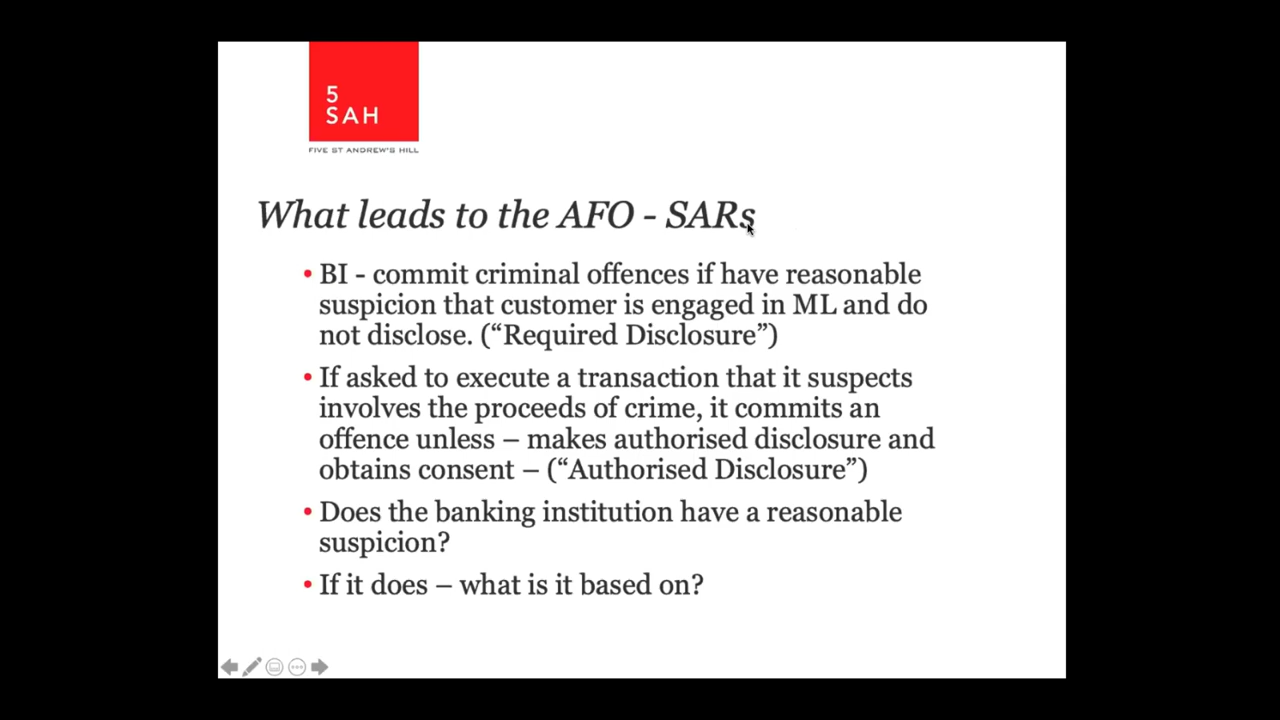 5
SAH
FIVE ST ANDREW'S HILL
What leads to the AFO - SARs
• BI - commit criminal offences if have reasonable
suspicion that customer is engaged in ML and do
not disclose. (“Required Disclosure”)
• If asked to execute a transaction that it suspects
involves the proceeds of crime, it commits an
offence unless – makes authorised disclosure and
obtains consent – (“Authorised Disclosure”)
• Does the banking institution have a reasonable
suspicion?
• If it does – what is it based on?